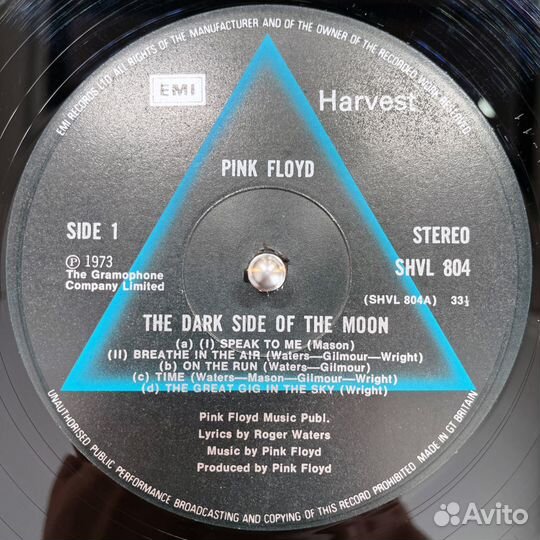 EMI RECORDS LTD ALL RIGHTS OF THE MANUFACTURER AND OF THE OWNER OF THE RECORDED WORK RESERVED
EMI
Harvest
PINK FLOYD
SIDE 1
STEREO
Ⓟ 1973
SHVL 804
The Gramophone
Company Limited
(SHVL 804A) 33⅓
THE DARK SIDE OF THE MOON
(a) (I) SPEAK TO ME (Mason)
(II) BREATHE IN THE AIR (Waters—Gilmour—Wright)
(b) ON THE RUN (Waters—Gilmour)
(c) TIME (Waters—Mason—Gilmour—Wright)
(d) THE GREAT GIG IN THE SKY (Wright)
Pink Floyd Music Publ.
Lyrics by Roger Waters
Music by Pink Floyd
Produced by Pink Floyd
UNAUTHORISED PUBLIC PERFORMANCE BROADCASTING AND COPYING OF THIS RECORD PROHIBITED MADE IN GT BRITAIN
Avito